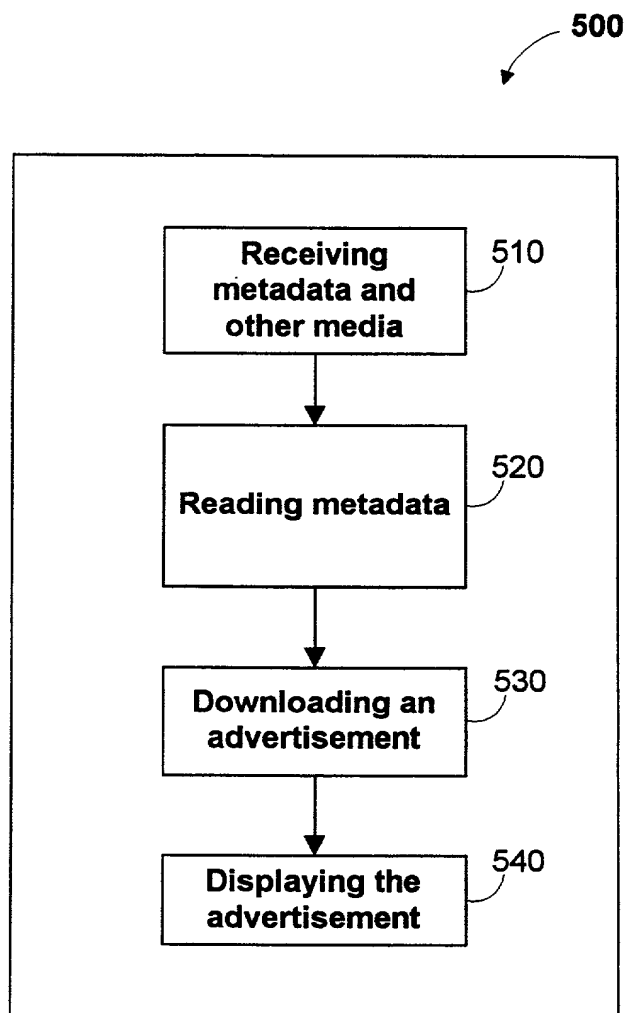 500
Receiving
metadata and
other media
510
Reading metadata
520
Downloading an
advertisement
530
Displaying the
advertisement
540